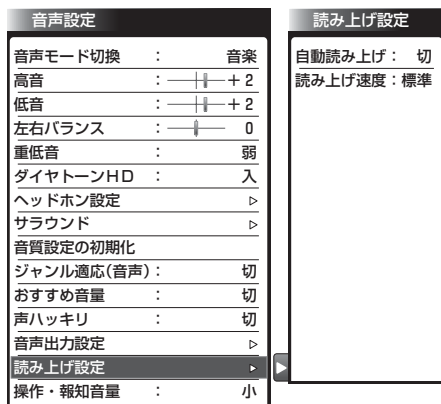 音声設定
音声モード切換 : 音楽
高音 : +2
低音 : +2
左右バランス : 0
重低音 : 弱
ダイヤトーンHD : 入
ヘッドホン設定
サラウンド
音質設定の初期化
ジャンル適応(音声) : 切
おすすめ音量 : 切
声ハッキリ : 切
音声出力設定
読み上げ設定
操作・報知音量 : 小
読み上げ設定
自動読み上げ : 切
読み上げ速度 : 標準